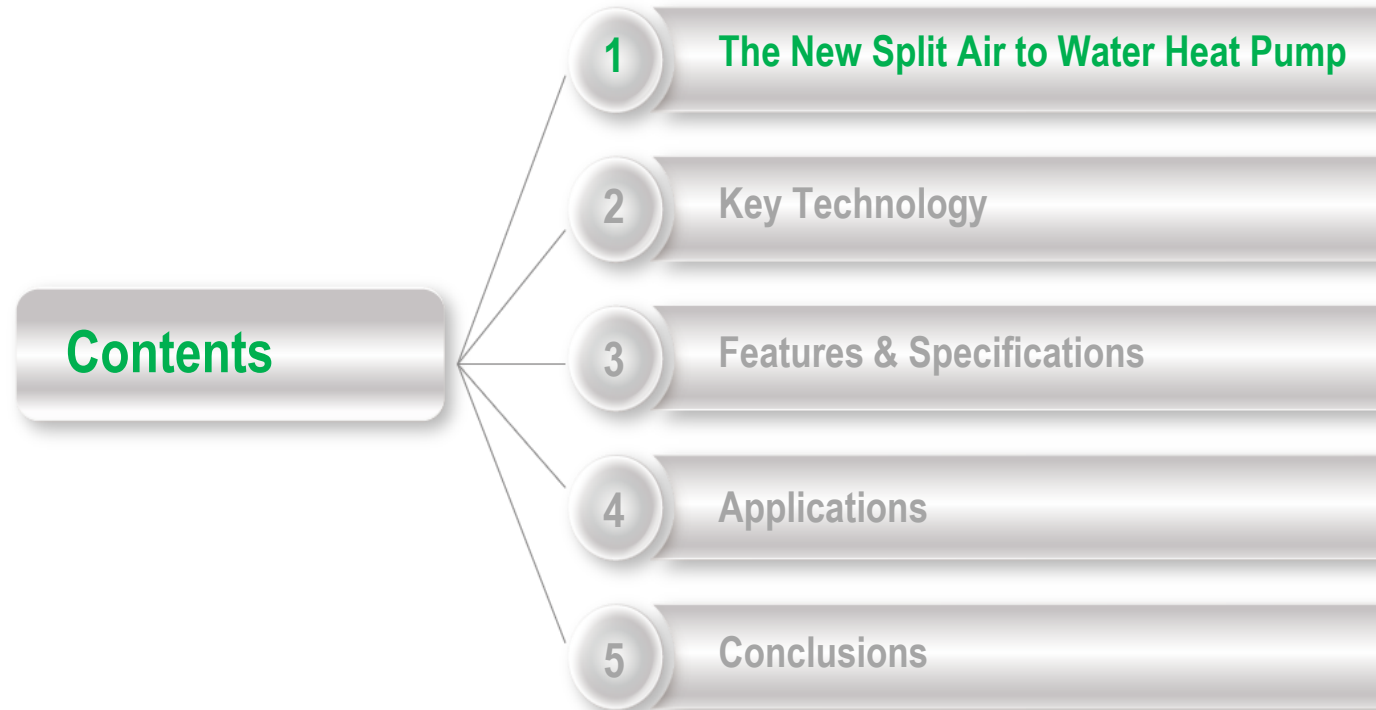 Contents
1 The New Split Air to Water Heat Pump
2 Key Technology
3 Features & Specifications
4 Applications
5 Conclusions